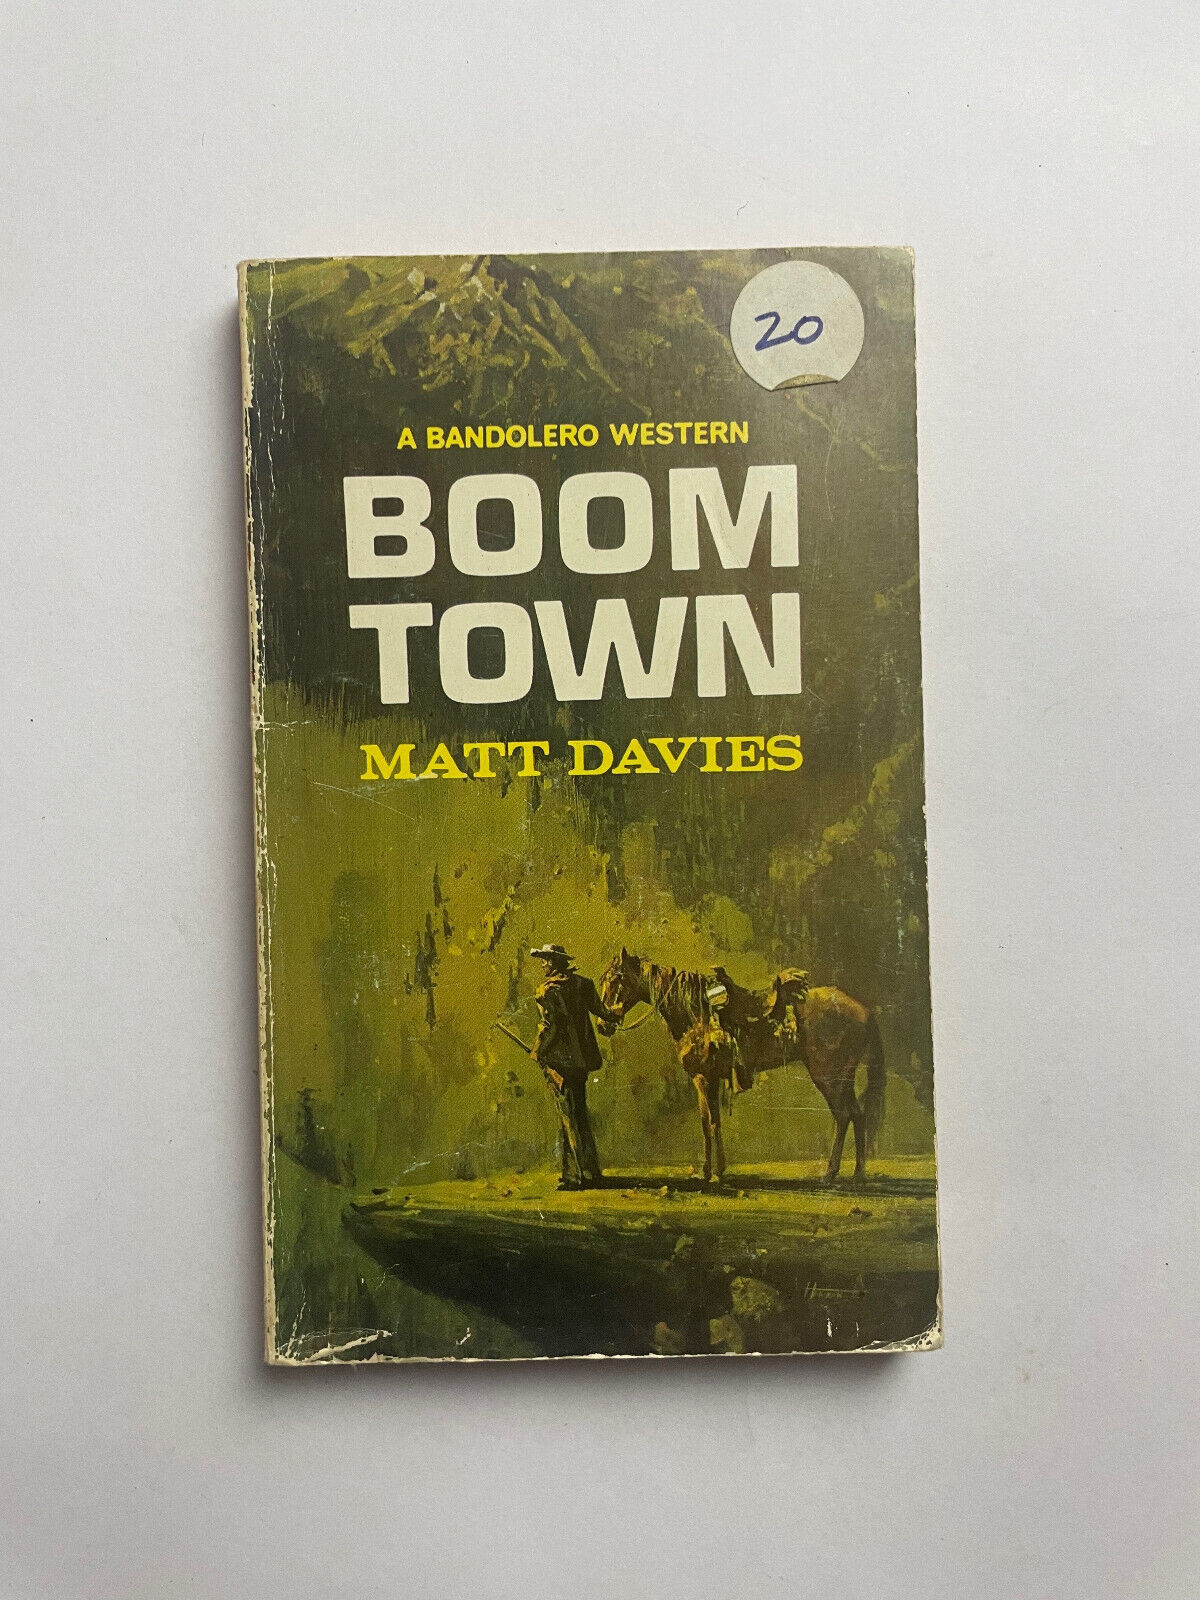 20
A BANDOLERO WESTERN
BOOM
TOWN
MATT DAVIES